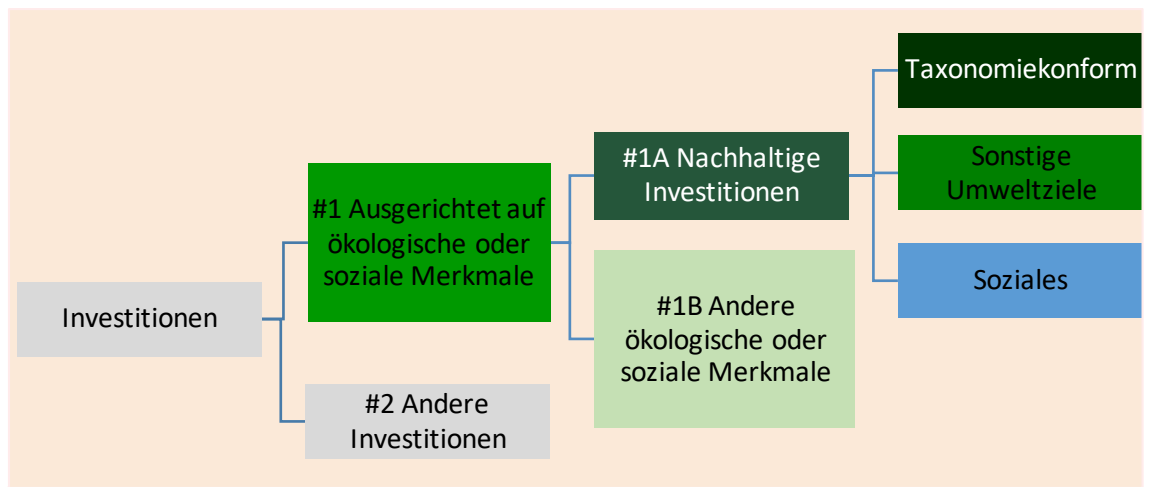 Investitionen
#1 Ausgerichtet auf
ökologische oder
soziale Merkmale
#2 Andere
Investitionen
#1A Nachhaltige
Investitionen
#1B Andere
ökologische oder
soziale Merkmale
Taxonomiekonform
Sonstige
Umweltziele
Soziales